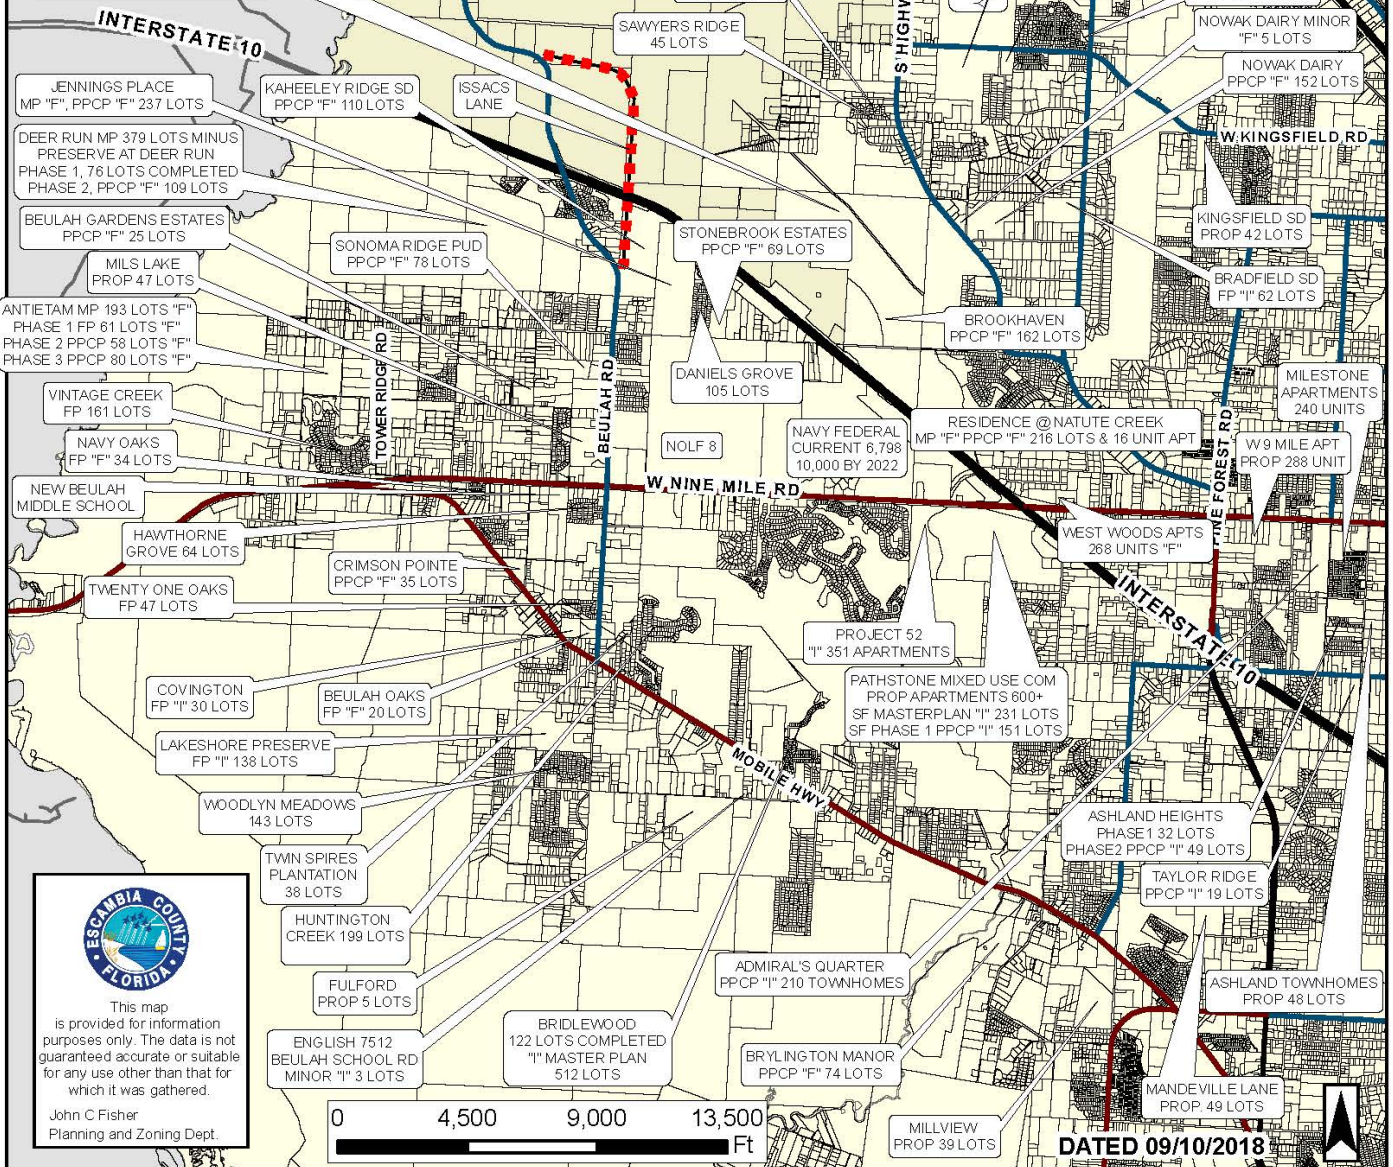 INTERSTATE 10
SAWYERS RIDGE
45 LOTS
S HIGHW
NOWAK DAIRY MINOR
"F" 5 LOTS
NOWAK DAIRY
PPCP "F" 152 LOTS
JENNINGS PLACE
MP "F", PPCP "F" 237 LOTS
KAHEELEY RIDGE SD
PPCP "F" 110 LOTS
ISSACS
LANE
W KINGSFIELD RD
DEER RUN MP 379 LOTS MINUS
PRESERVE AT DEER RUN
PHASE 1, 76 LOTS COMPLETED
PHASE 2, PPCP "F" 109 LOTS
BEULAH GARDENS ESTATES
PPCP "F" 25 LOTS
SONOMA RIDGE PUD
PPCP "F" 78 LOTS
STONEBROOK ESTATES
PPCP "F" 69 LOTS
KINGSFIELD SD
PROP 42 LOTS
MILS LAKE
PROP 47 LOTS
BRADFIELD SD
FP "I" 62 LOTS
ANTIETAM MP 193 LOTS "F"
PHASE 1 FP 61 LOTS "F"
PHASE 2 PPCP 58 LOTS "F"
PHASE 3 PPCP 80 LOTS "F"
BROOKHAVEN
PPCP "F" 162 LOTS
TOWER RIDGE RD
BEULAH RD
DANIELS GROVE
105 LOTS
MILESTONE
APARTMENTS
240 UNITS
VINTAGE CREEK
FP 161 LOTS
NOLF 8
NAVY FEDERAL
CURRENT 6,798
10,000 BY 2022
RESIDENCE @ NATUTE CREEK
MP "F" PPCP "F" 216 LOTS & 16 UNIT APT
PINE FOREST RD
W 9 MILE APT
PROP 288 UNIT
NAVY OAKS
FP "F" 34 LOTS
NEW BEULAH
MIDDLE SCHOOL
W NINE MILE RD
HAWTHORNE
GROVE 64 LOTS
WEST WOODS APTS
268 UNITS "F"
CRIMSON POINTE
PPCP "F" 35 LOTS
TWENTY ONE OAKS
FP 47 LOTS
INTERSTATE 10
PROJECT 52
"I" 351 APARTMENTS
COVINGTON
FP "I" 30 LOTS
BEULAH OAKS
FP "F" 20 LOTS
PATHSTONE MIXED USE COM
PROP APARTMENTS 600+
SF MASTERPLAN "I" 231 LOTS
SF PHASE 1 PPCP "I" 151 LOTS
LAKESHORE PRESERVE
FP "I" 138 LOTS
MOBILE HWY
WOODLYN MEADOWS
143 LOTS
ASHLAND HEIGHTS
PHASE1 32 LOTS
PHASE2 PPCP "I" 49 LOTS
TWIN SPIRES
PLANTATION
38 LOTS
TAYLOR RIDGE
PPCP "I" 19 LOTS
HUNTINGTON
CREEK 199 LOTS
ADMIRAL'S QUARTER
PPCP "I" 210 TOWNHOMES
FULFORD
PROP 5 LOTS
ASHLAND TOWNHOMES
PROP 48 LOTS
ENGLISH 7512
BEULAH SCHOOL RD
MINOR "I" 3 LOTS
BRIDLEWOOD
122 LOTS COMPLETED
"I" MASTER PLAN
512 LOTS
BRYLINGTON MANOR
PPCP "F" 74 LOTS
MANDEVILLE LANE
PROP. 49 LOTS
MILLVIEW
PROP 39 LOTS
ESCAMBIA COUNTY
FLORIDA
This map
is provided for information
purposes only. The data is not
guaranteed accurate or suitable
for any use other than that for
which it was gathered.
John C Fisher
Planning and Zoning Dept.
0 4,500 9,000 13,500
Ft
DATED 09/10/2018